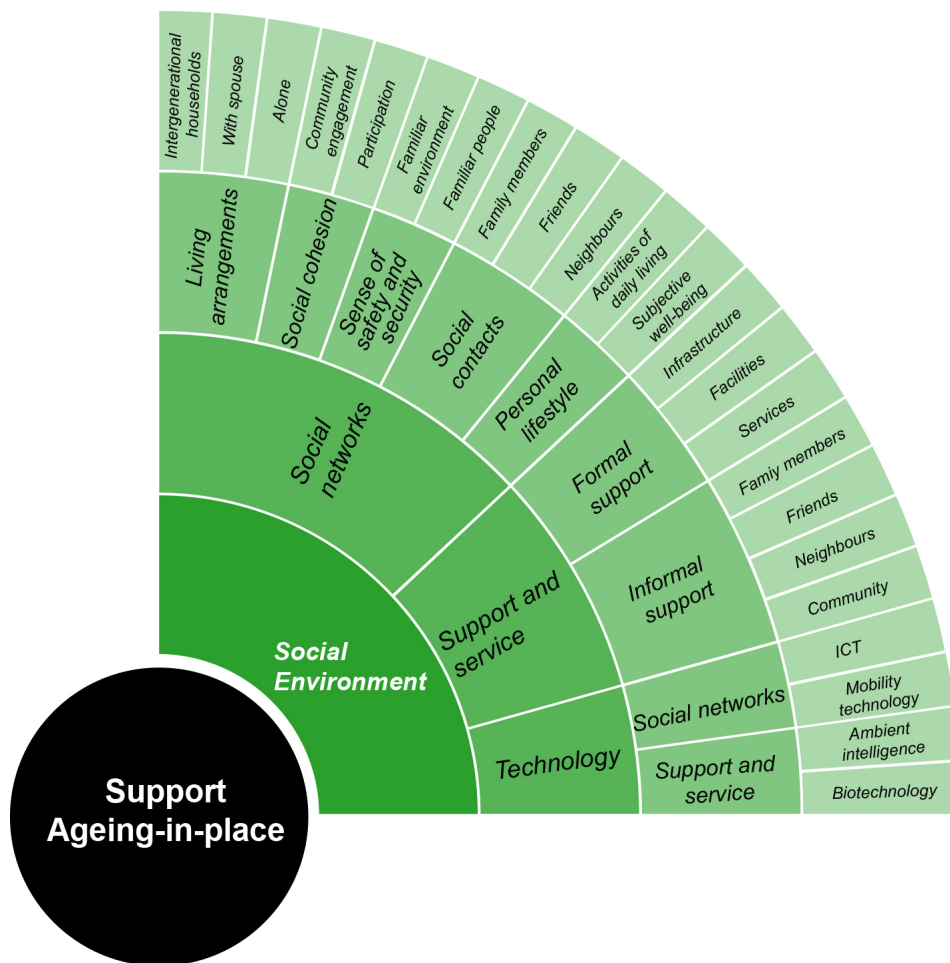 Intergenerational
households
With spouse
Alone
Community
engagement
Participation
Familiar
environment
Familiar people
Family members
Friends
Neighbours
Activities of
daily living
Subjective
well-being
Infrastructure
Facilities
Services
Famiy members
Friends
Neighbours
Community
ICT
Mobility
technology
Ambient
intelligence
Biotechnology
Living
arrangements
Social cohesion
Sense of
safety and
security
Social
contacts
Personal
lifestyle
Formal
support
Informal
support
Social networks
Support and
service
Social
networks
Support and
service
Technology
Social
Environment
Support
Ageing-in-place